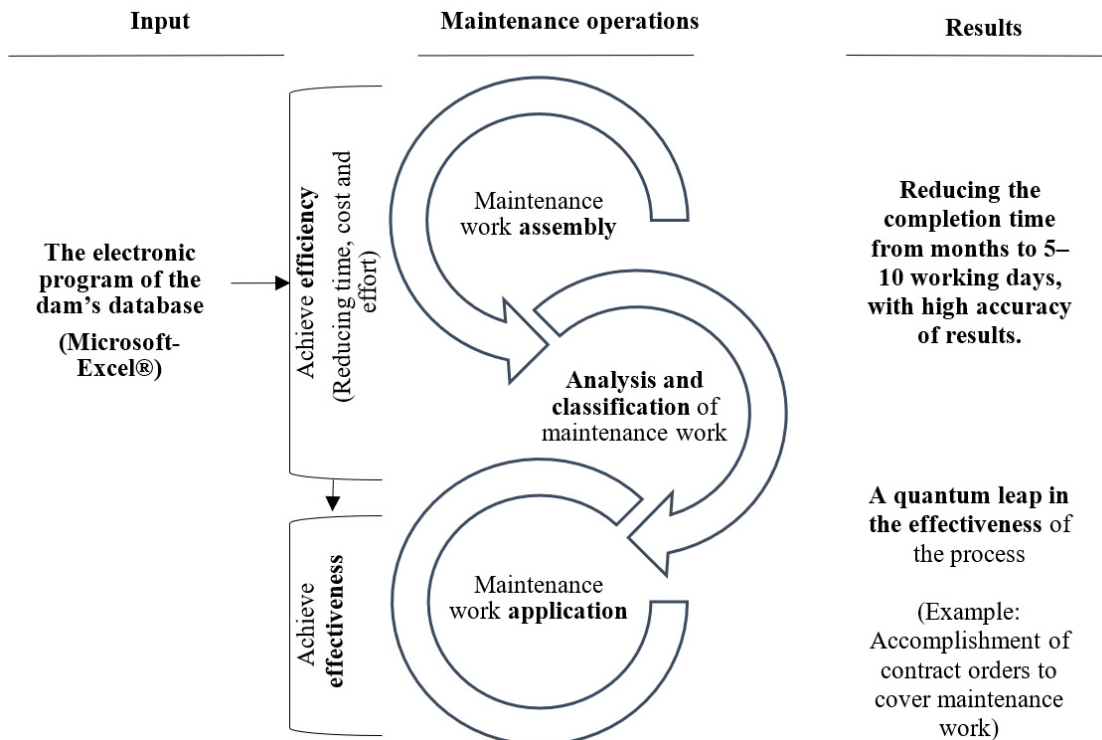 Input
Maintenance operations
Results
The electronic
program of the
dam's database
(Microsoft-
Excel®)
Achieve efficiency
(Reducing time, cost and
effort)
Achieve
effectiveness
Maintenance
work assembly
Analysis and
classification of
maintenance work
Maintenance
work application
Reducing the
completion time
from months to 5–
10 working days,
with high accuracy
of results.
A quantum leap in
the effectiveness of
the process
(Example:
Accomplishment of
contract orders to
cover maintenance
work)